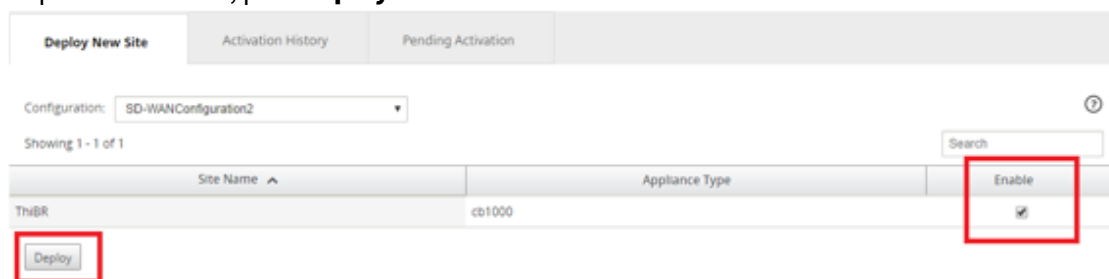 Deploy New Site Activation History Pending Activation
Configuration: SD-WANConfiguration2
Showing 1 - 1 of 1 Search
Site Name Appliance Type Enable
ThiBR cb1000
Deploy